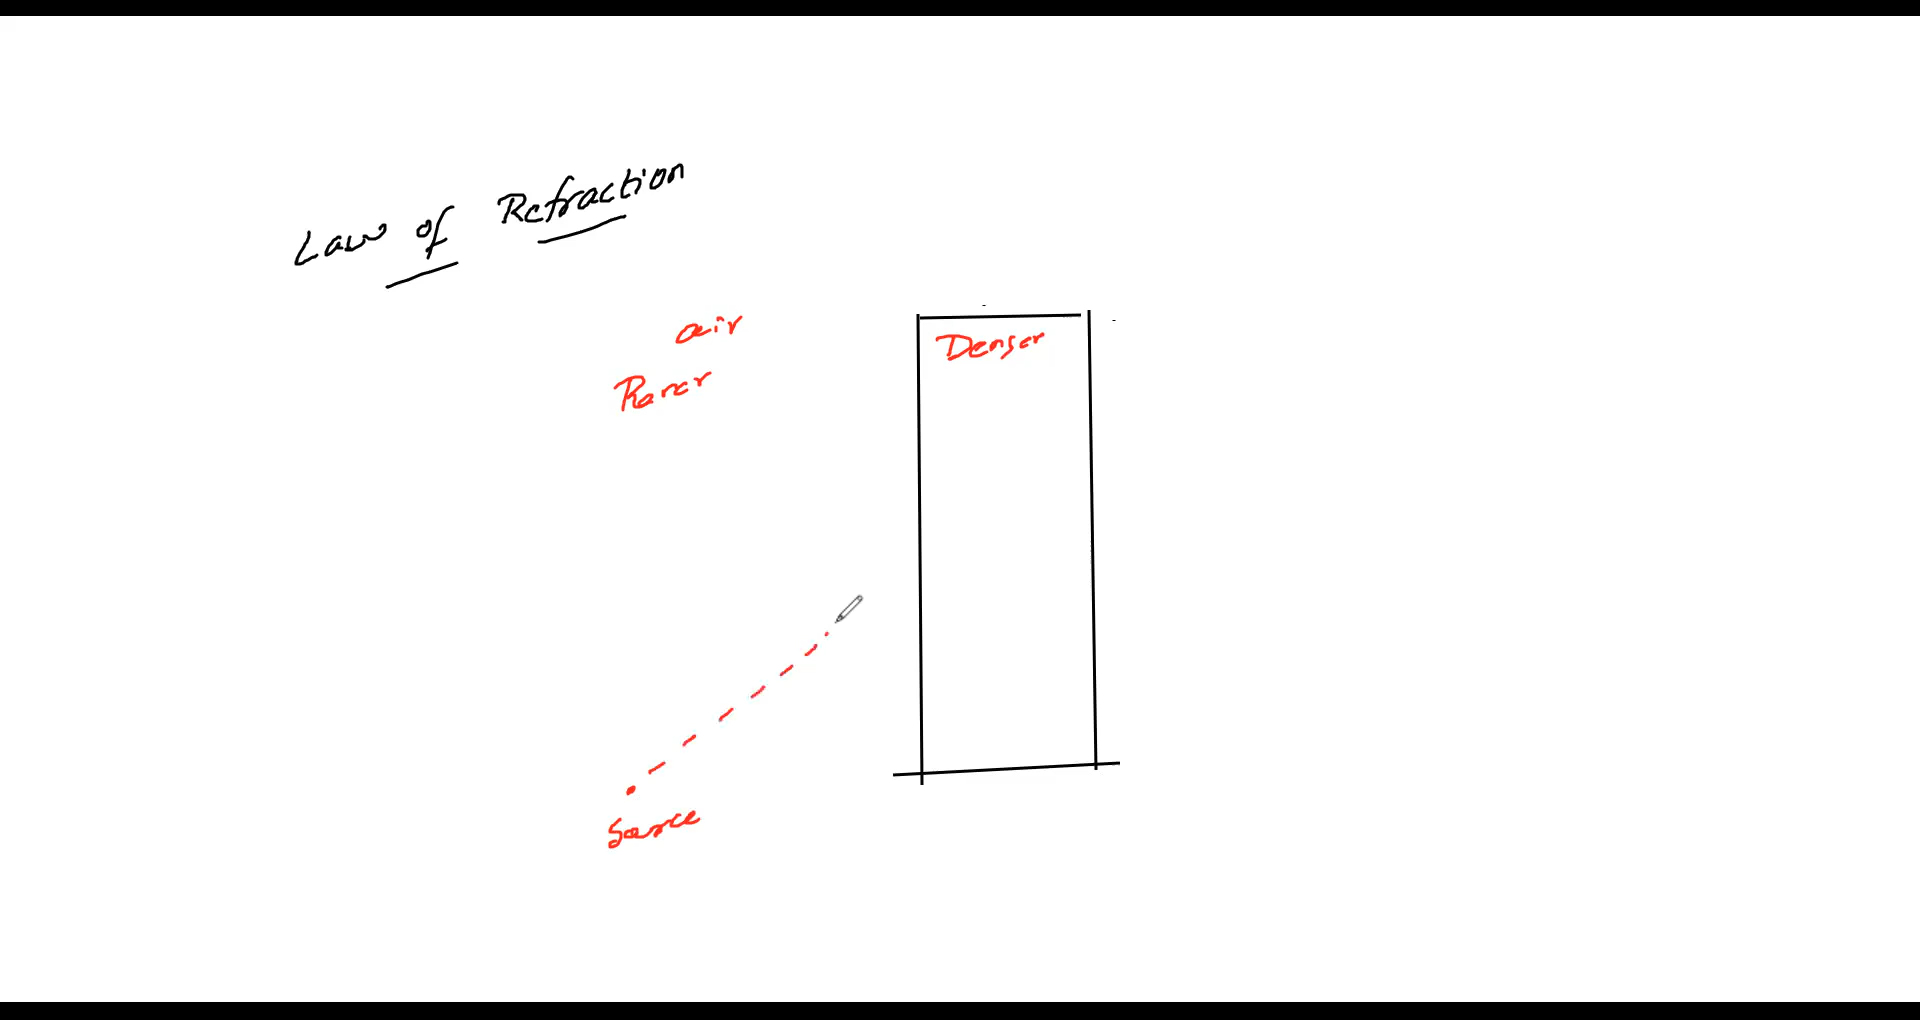 Law of Refraction
air
Rarer
Denser
Source